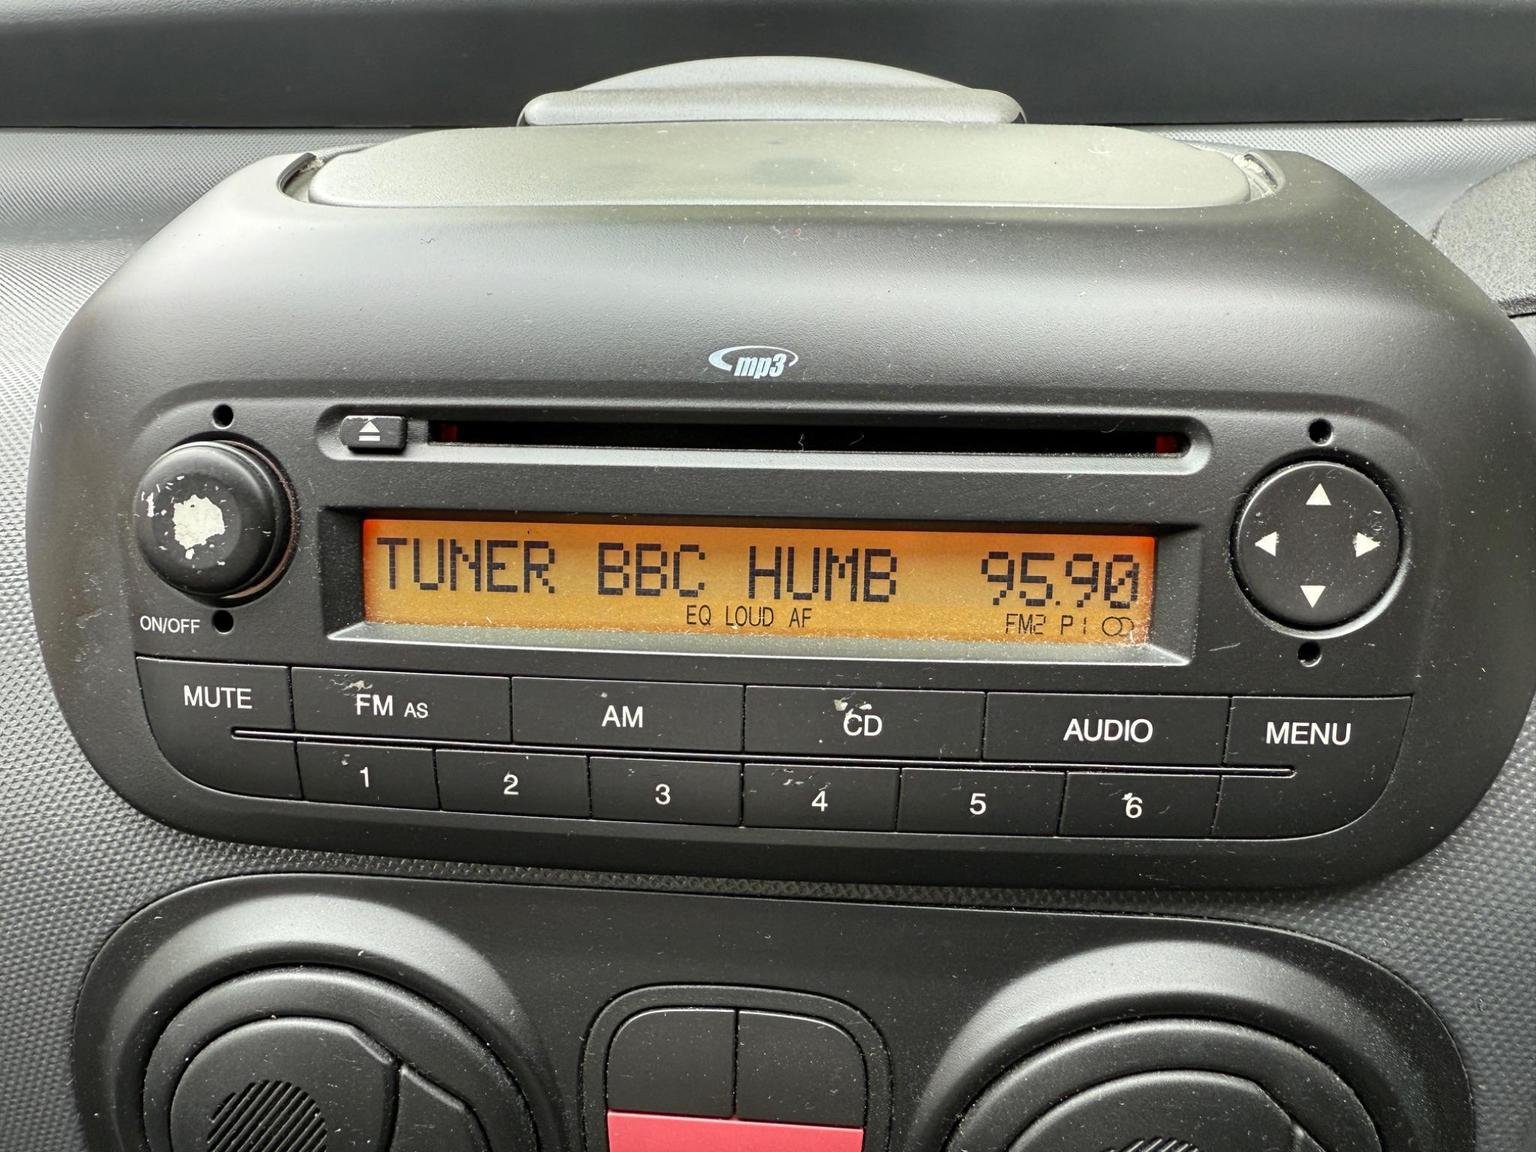 mp3
TUNER BBC HUMB 95.90
EQ LOUD AF FM2 P1
ON/OFF
MUTE FM AS AM CD AUDIO MENU
1 2 3 4 5 6